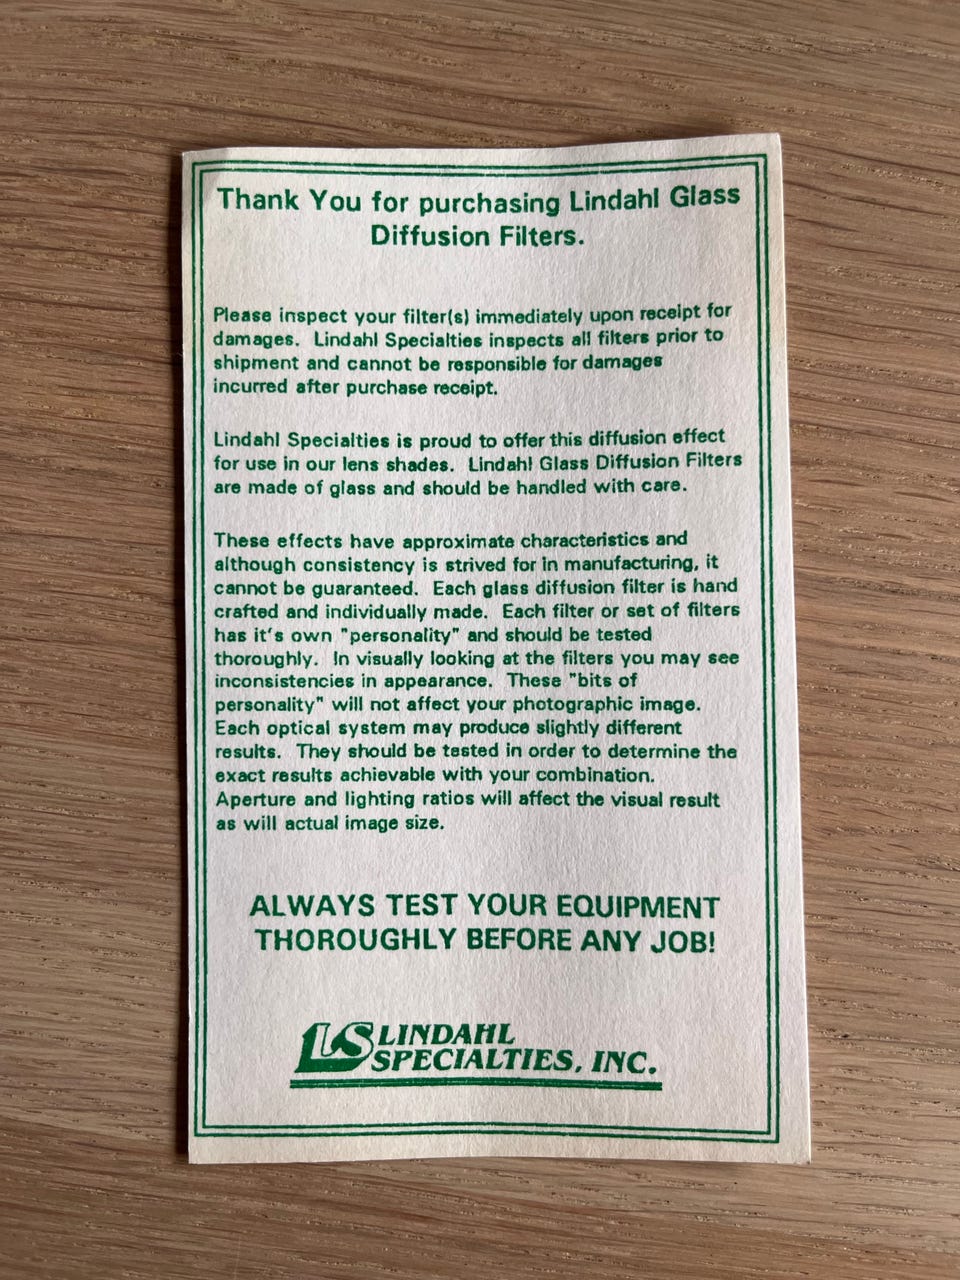 Thank You for purchasing Lindahl Glass
Diffusion Filters.
Please inspect your filter(s) immediately upon receipt for
damages. Lindahl Specialties inspects all filters prior to
shipment and cannot be responsible for damages
incurred after purchase receipt.
Lindahl Specialties is proud to offer this diffusion effect
for use in our lens shades. Lindahl Glass Diffusion Filters
are made of glass and should be handled with care.
These effects have approximate characteristics and
although consistency is strived for in manufacturing, it
cannot be guaranteed. Each glass diffusion filter is hand
crafted and individually made. Each filter or set of filters
has it's own "personality" and should be tested
thoroughly. In visually looking at the filters you may see
inconsistencies in appearance. These "bits of
personality" will not affect your photographic image.
Each optical system may produce slightly different
results. They should be tested in order to determine the
exact results achievable with your combination.
Aperture and lighting ratios will affect the visual result
as will actual image size.
ALWAYS TEST YOUR EQUIPMENT
THOROUGHLY BEFORE ANY JOB!
LS LINDAHL
SPECIALTIES, INC.